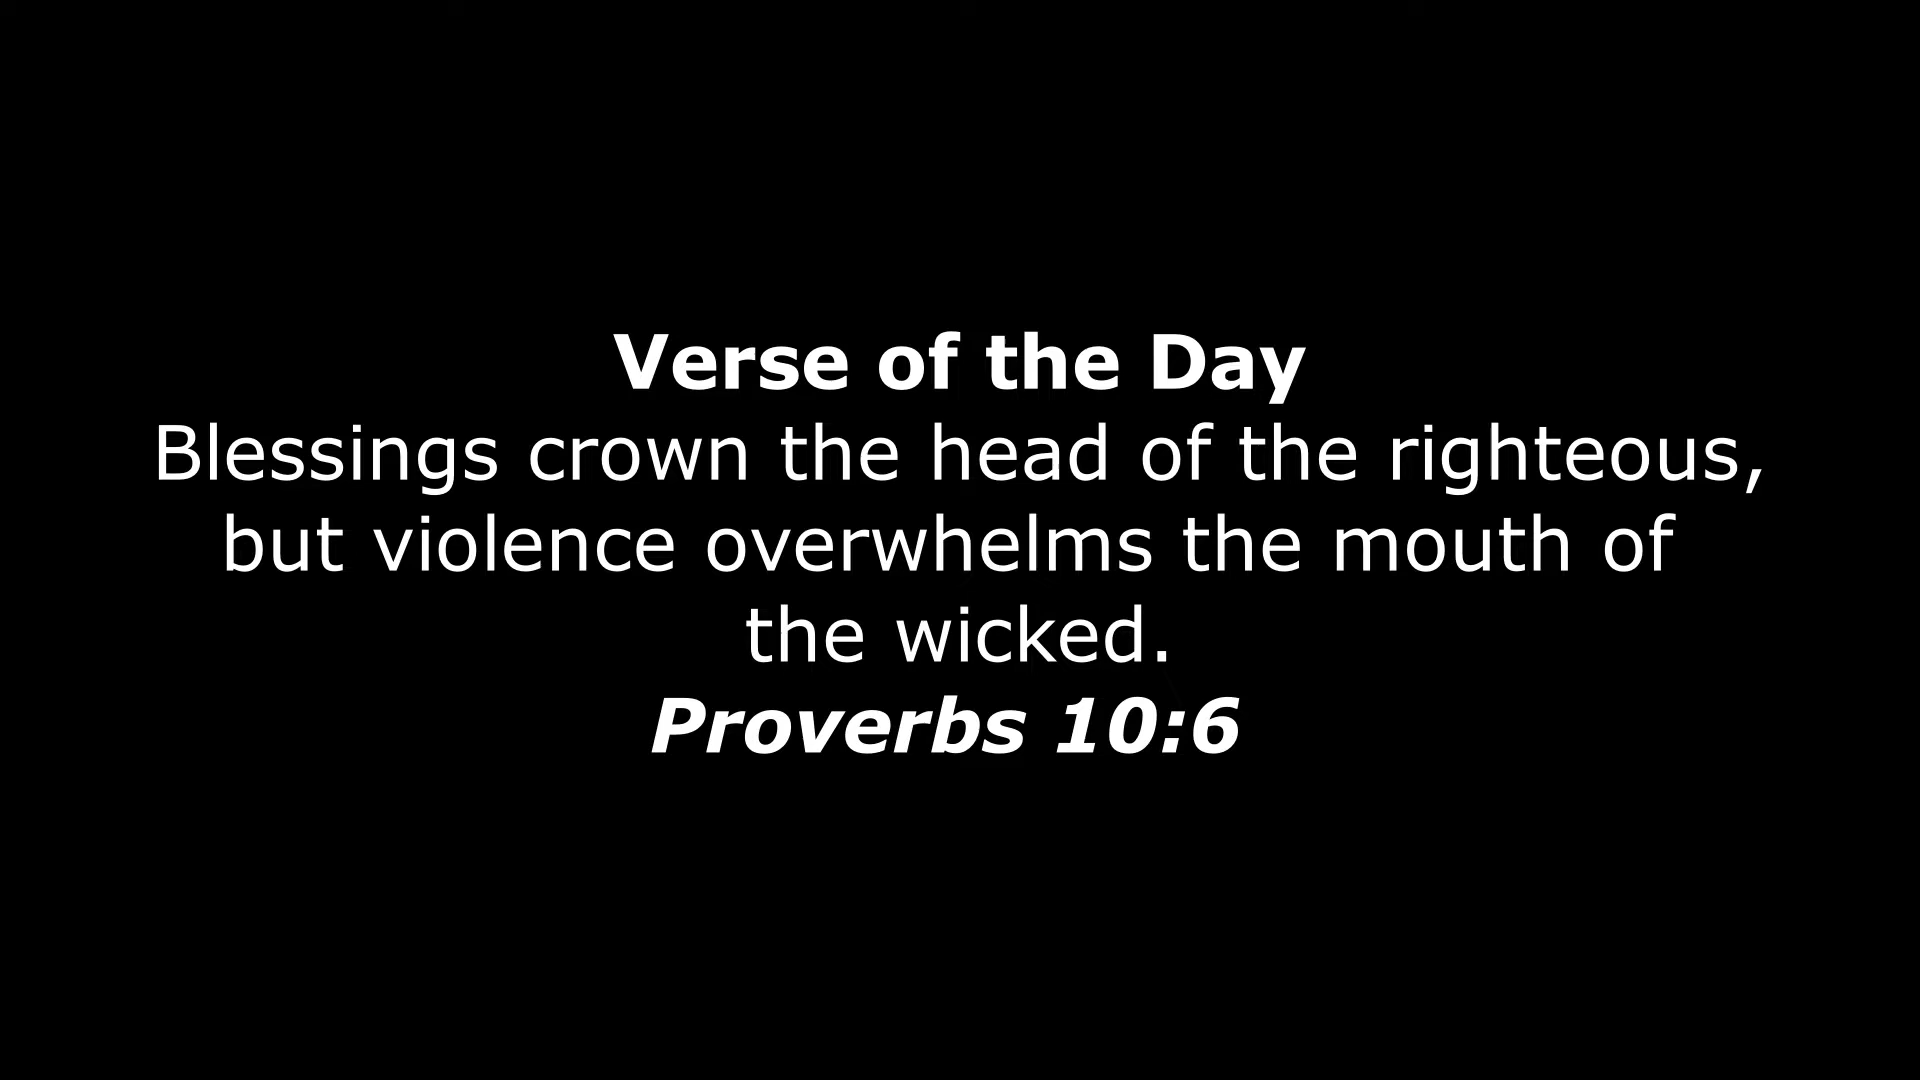 Verse of the Day
Blessings crown the head of the righteous,
but violence overwhelms the mouth of
the wicked.
Proverbs 10:6